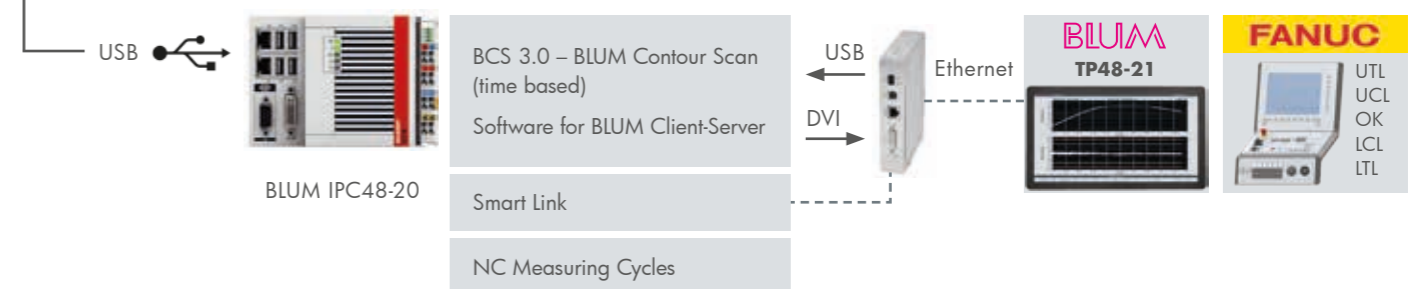 USB
BLUM IPC48-20
BCS 3.0 – BLUM Contour Scan
(time based)
Software for BLUM Client-Server
Smart Link
NC Measuring Cycles
USB
DVI
Ethernet
BLUM
TP48-21
FANUC
UTL
UCL
OK
LCL
LTL